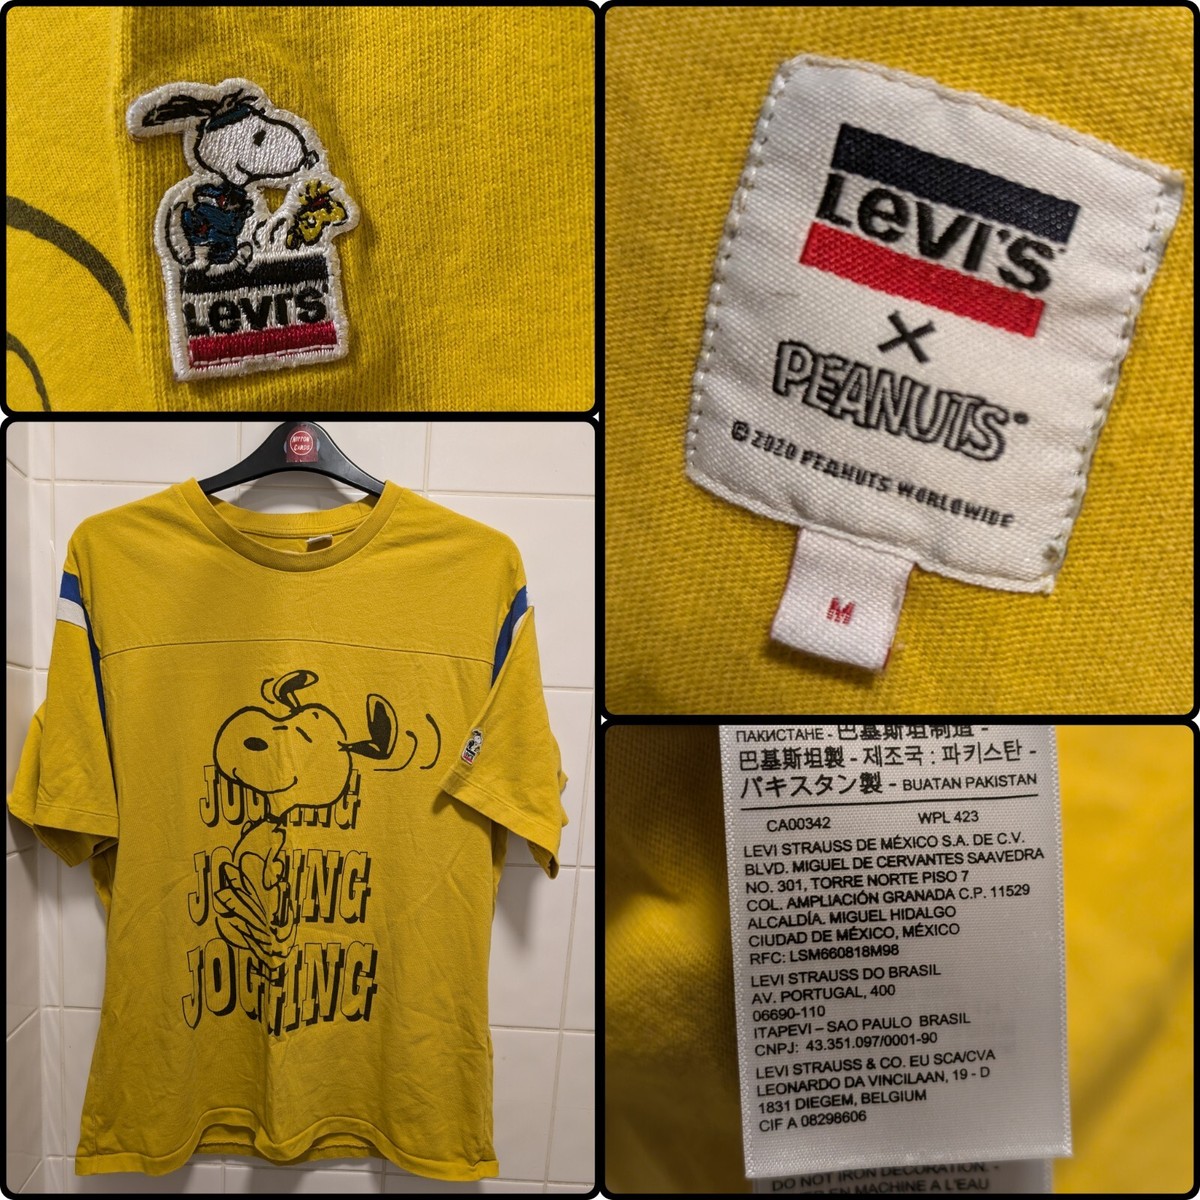 Levi's
Levi's
×
PEANUTS®
© 2020 PEANUTS WORLDWIDE
M
NIPPON
JOGGING
JOGGING
JOGGING
Levi's
ПАКИСТАНЕ - 巴基斯坦制造 -
巴基斯坦製 - 제조국 : 파키스탄 -
パキスタン製 - BUATAN PAKISTAN
CA00342 WPL 423
LEVI STRAUSS DE MÉXICO S.A. DE C.V.
BLVD. MIGUEL DE CERVANTES SAAVEDRA
NO. 301, TORRE NORTE PISO 7
COL. AMPLIACIÓN GRANADA C.P. 11529
ALCALDÍA. MIGUEL HIDALGO
CIUDAD DE MÉXICO, MÉXICO
RFC: LSM660818M98
LEVI STRAUSS DO BRASIL
AV. PORTUGAL, 400
06690-110
ITAPEVI – SAO PAULO BRASIL
CNPJ: 43.351.097/0001-90
LEVI STRAUSS & CO. EU SCA/CVA
LEONARDO DA VINCILAAN, 19 - D
1831 DIEGEM, BELGIUM
CIF A 08298606
DO NOT IRON DECORATION. -
EN MACHINE A L'EAU